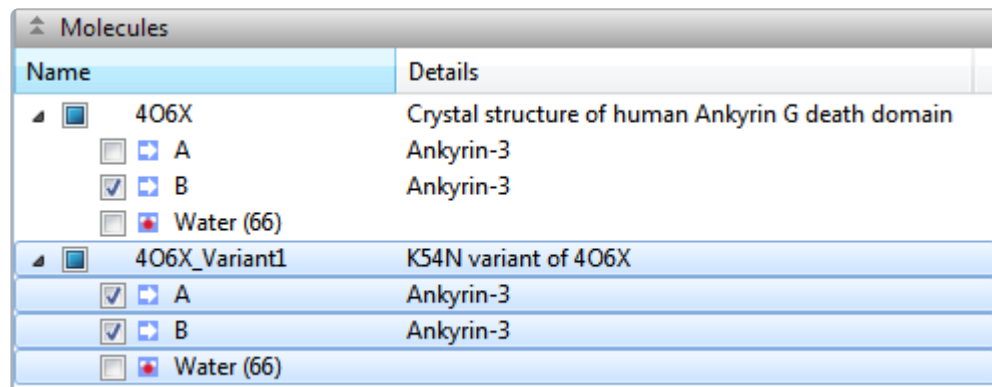 Molecules
Name Details
4O6X Crystal structure of human Ankyrin G death domain
A Ankyrin-3
B Ankyrin-3
Water (66)
4O6X_Variant1 K54N variant of 4O6X
A Ankyrin-3
B Ankyrin-3
Water (66)